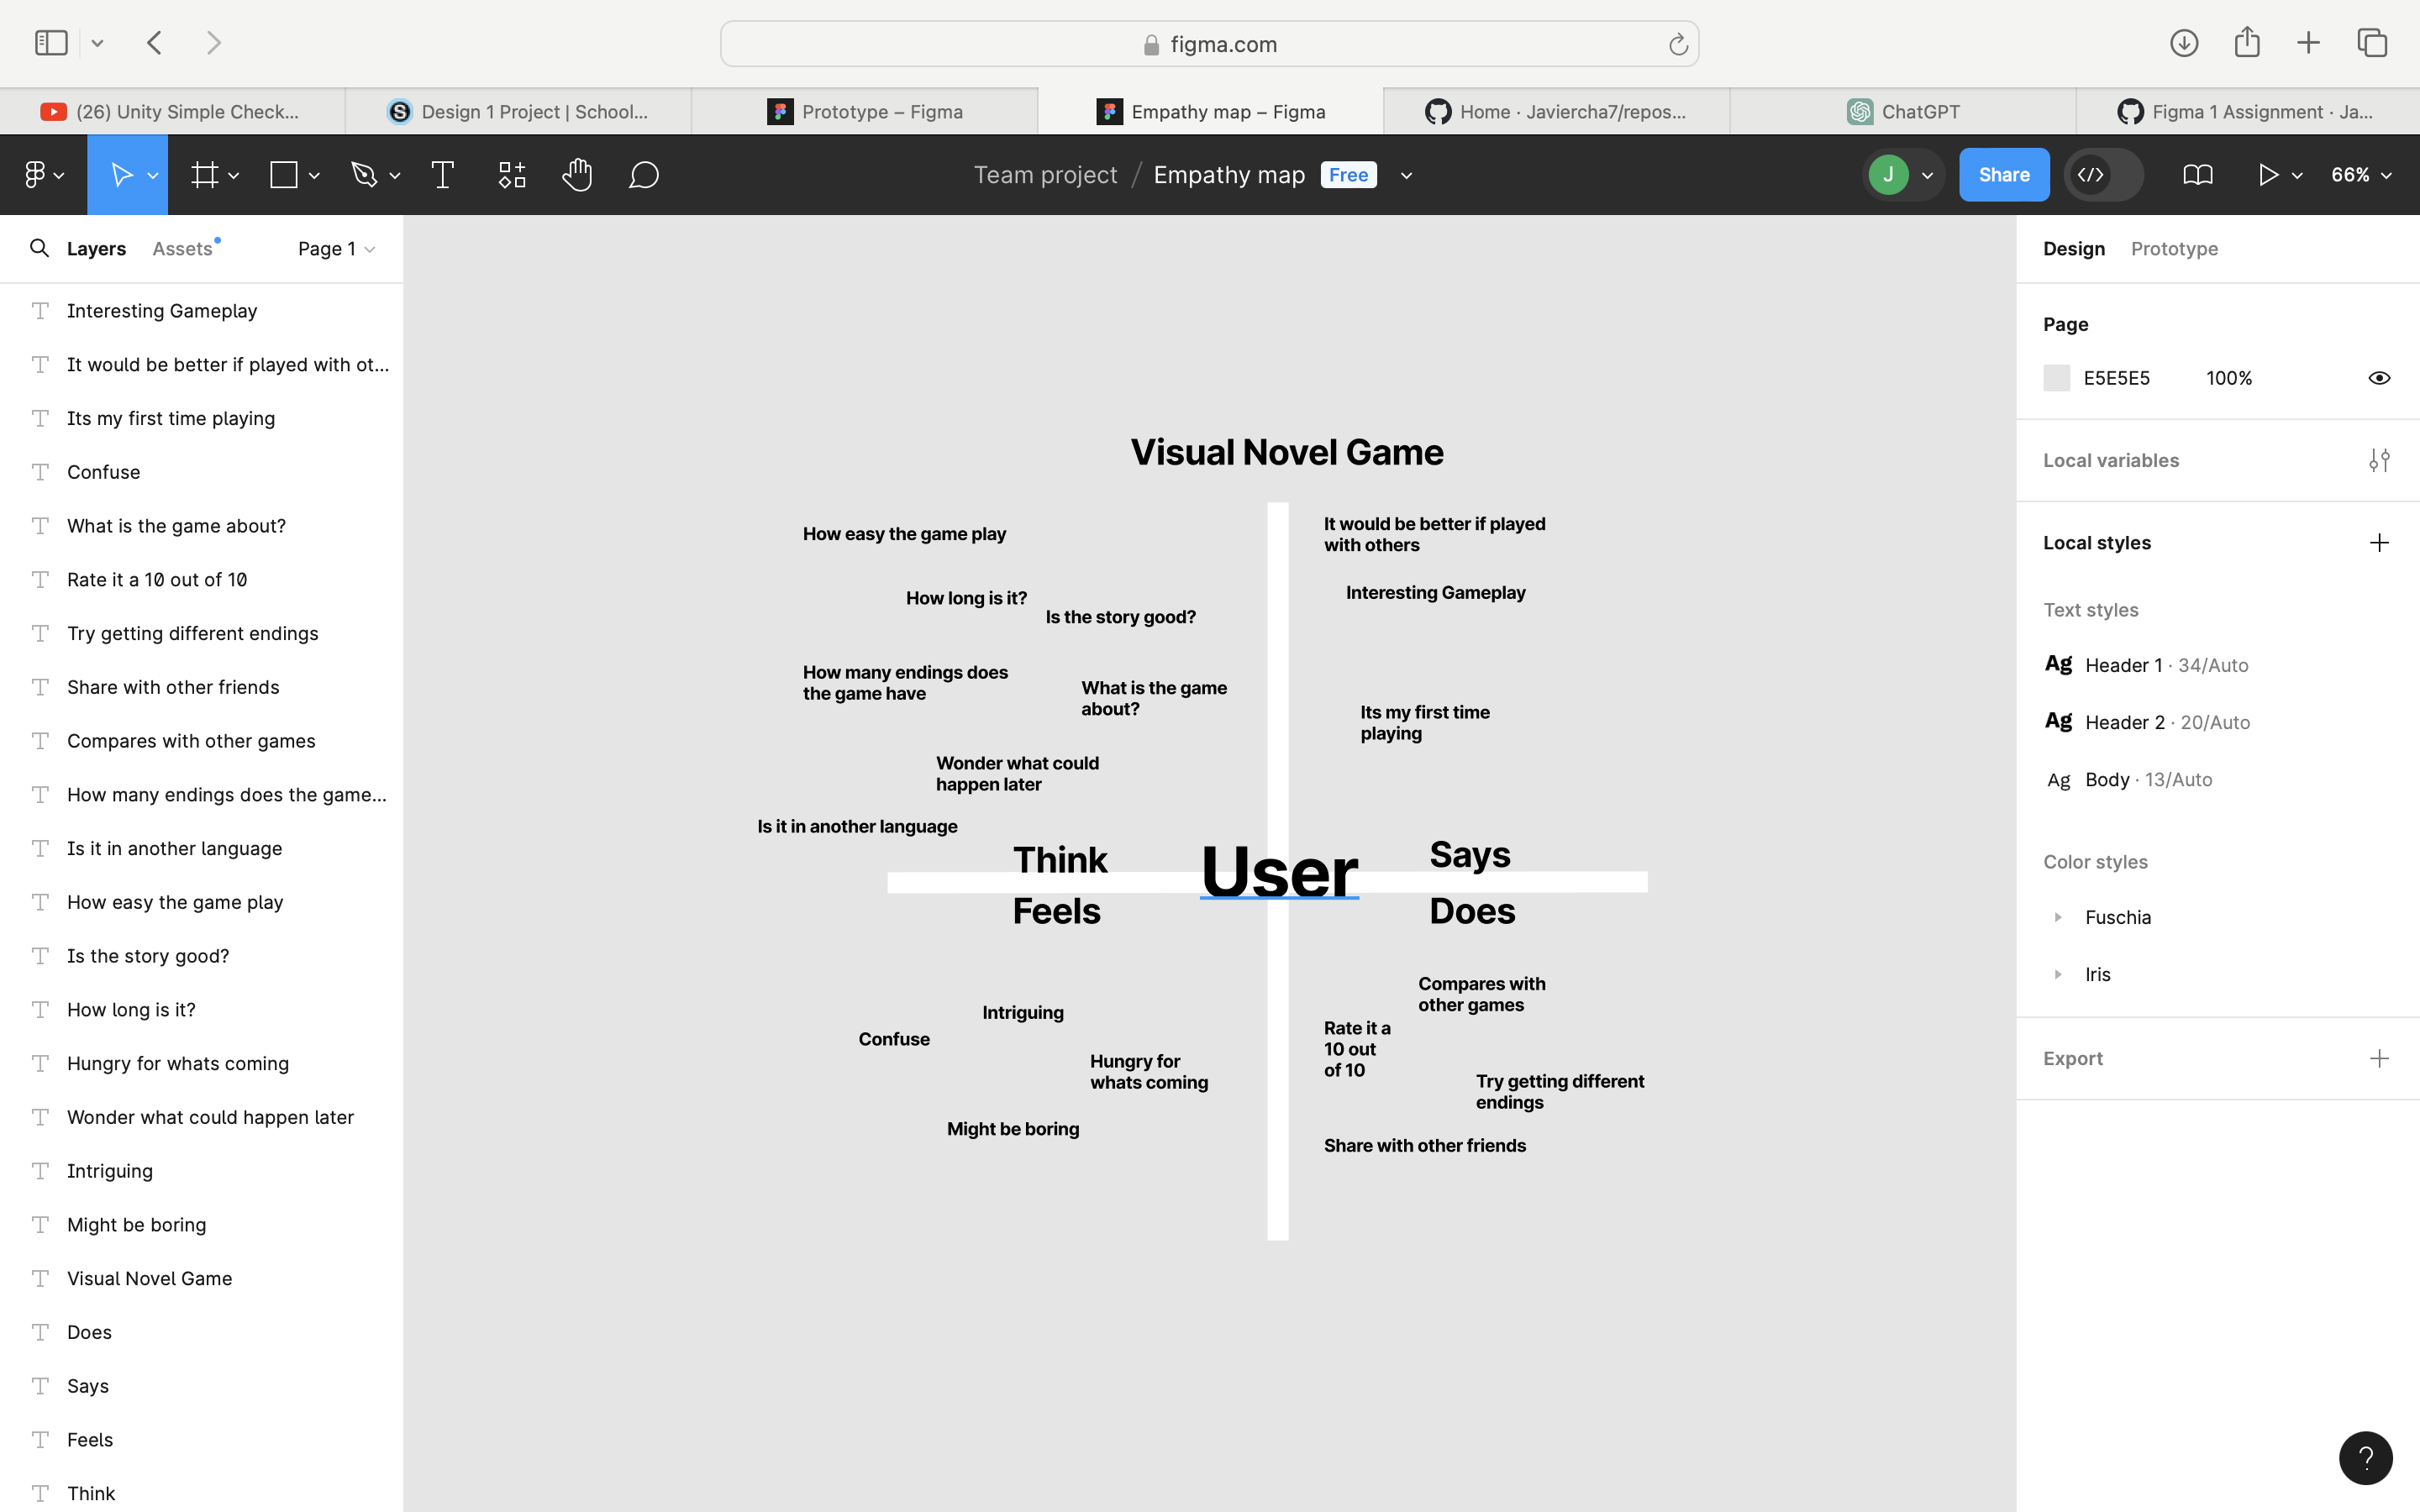 figma.com
(26) Unity Simple Check...
Design 1 Project | School...
Prototype – Figma
Empathy map – Figma
Home · Javiercha7/repos...
ChatGPT
Figma 1 Assignment · Ja...
Team project / Empathy map Free
J
Share
66%
Layers
Assets
Page 1
Interesting Gameplay
It would be better if played with ot...
Its my first time playing
Confuse
What is the game about?
Rate it a 10 out of 10
Try getting different endings
Share with other friends
Compares with other games
How many endings does the game...
Is it in another language
How easy the game play
Is the story good?
How long is it?
Hungry for whats coming
Wonder what could happen later
Intriguing
Might be boring
Visual Novel Game
Does
Says
Feels
Think
Visual Novel Game
How easy the game play
How long is it?
Is the story good?
How many endings does
the game have
What is the game
about?
Wonder what could
happen later
Is it in another language
Think
It would be better if played
with others
Interesting Gameplay
Its my first time
playing
Says
User
Feels
Intriguing
Confuse
Hungry for
whats coming
Might be boring
Does
Compares with
other games
Rate it a
10 out
of 10
Try getting different
endings
Share with other friends
Design
Prototype
Page
E5E5E5 100%
Local variables
Local styles
Text styles
Ag Header 1 · 34/Auto
Ag Header 2 · 20/Auto
Ag Body · 13/Auto
Color styles
Fuschia
Iris
Export
?